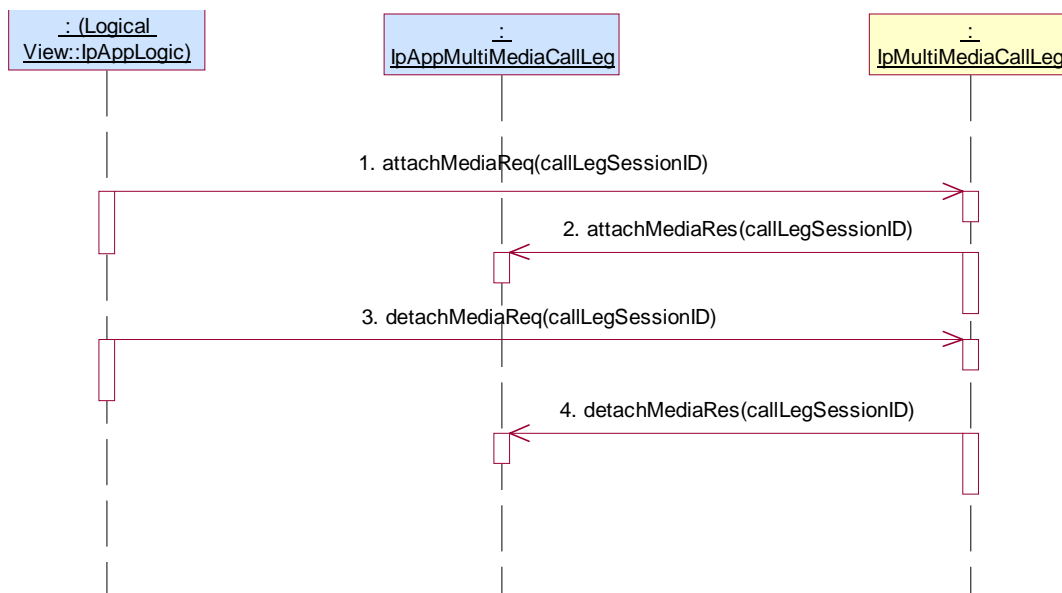 : (Logical
View::IpAppLogic)
:
IpAppMultiMediaCallLeg
:
IpMultiMediaCallLeg
1. attachMediaReq(callLegSessionID)
2. attachMediaRes(callLegSessionID)
3. detachMediaReq(callLegSessionID)
4. detachMediaRes(callLegSessionID)